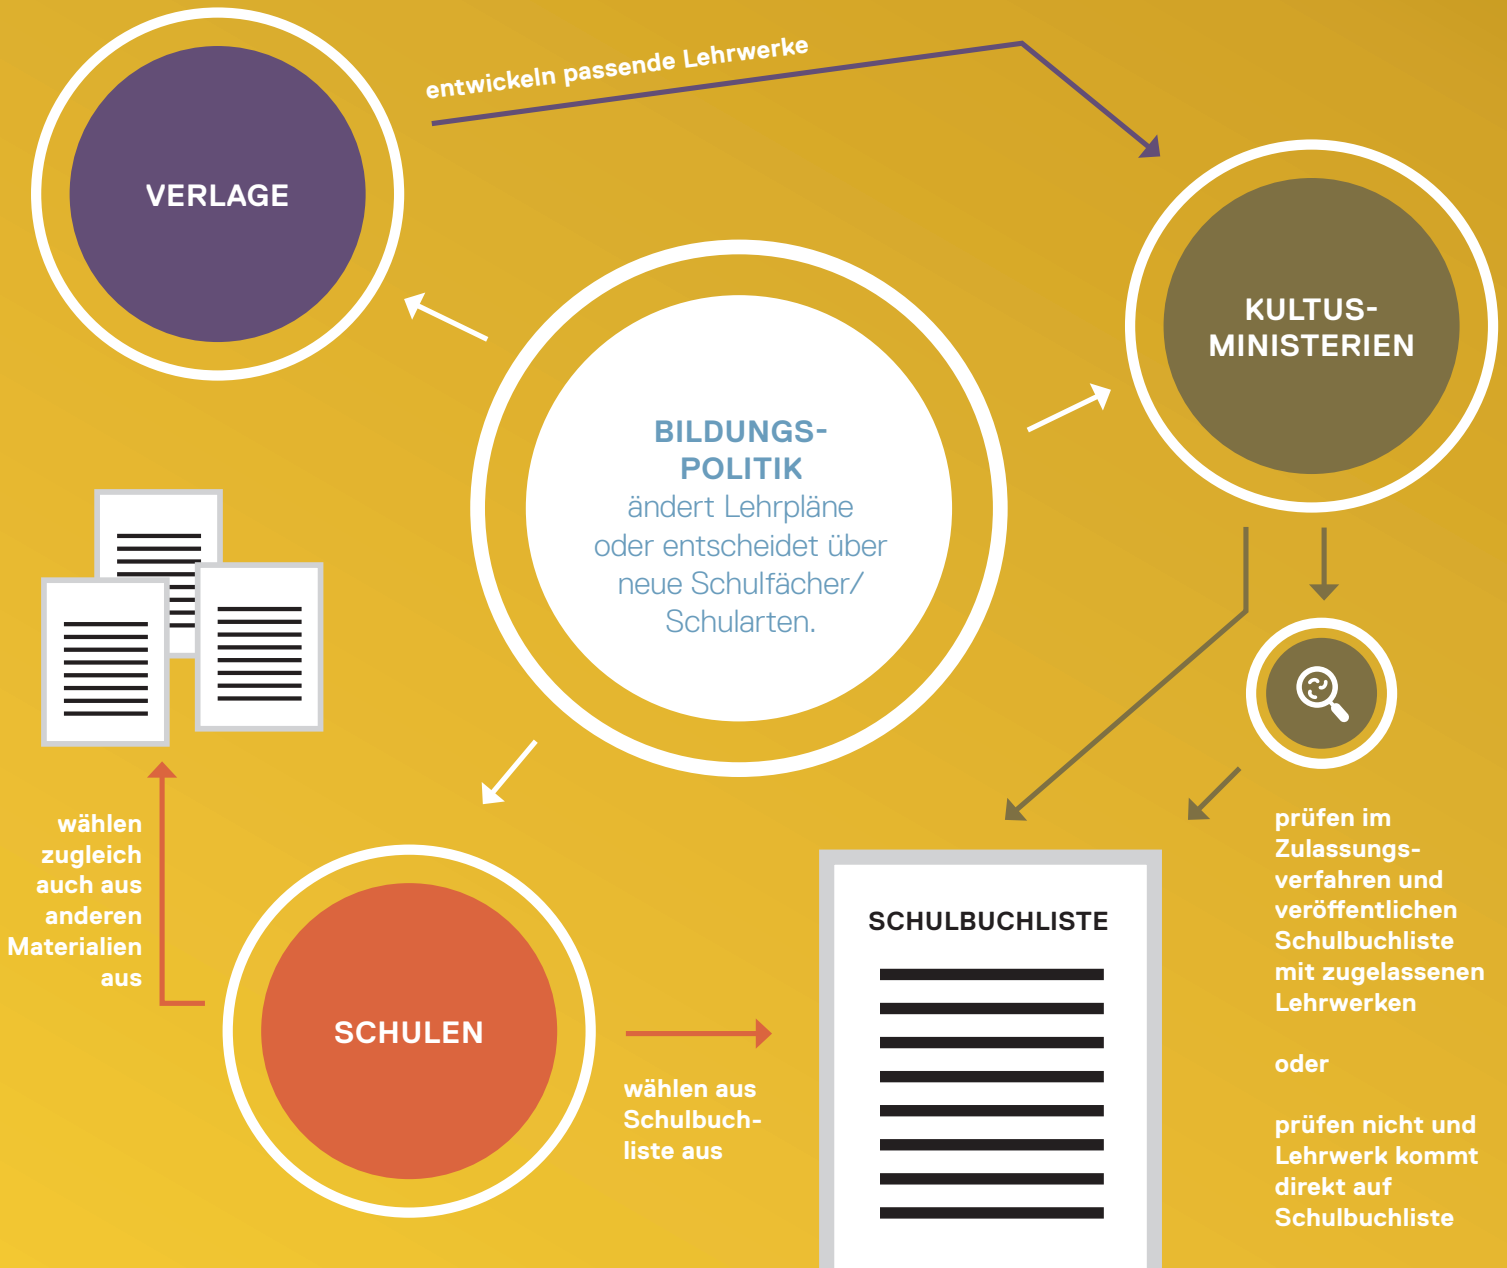 entwickeln passende Lehrwerke
VERLAGE
KULTUS-
MINISTERIEN
BILDUNGS-
POLITIK
ändert Lehrpläne
oder entscheidet über
neue Schulfächer/
Schularten.
wählen
zugleich
auch aus
anderen
Materialien
aus
SCHULEN
wählen aus
Schulbuch-
liste aus
SCHULBUCHLISTE
prüfen im
Zulassungs-
verfahren und
veröffentlichen
Schulbuchliste
mit zugelassenen
Lehrwerken
oder
prüfen nicht und
Lehrwerk kommt
direkt auf
Schulbuchliste